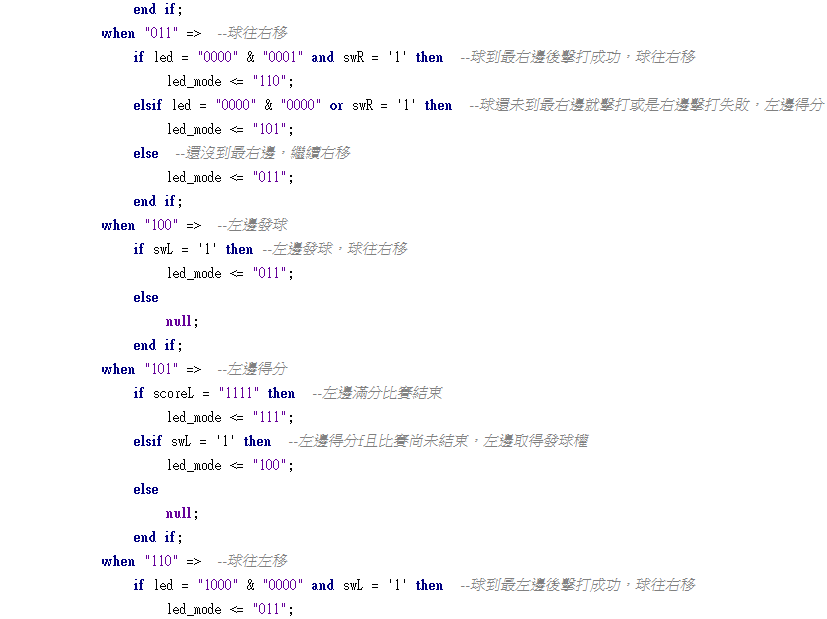 end if;
when "011" => --球往右移
if led = "0000" & "0001" and swR = '1' then --球到最右邊後擊打成功，球往右移
led_mode <= "110";
elsif led = "0000" & "0000" or swR = '1' then --球還未到最右邊就擊打或是右邊擊打失敗，左邊得分
led_mode <= "101";
else --還沒到最右邊，繼續右移
led_mode <= "011";
end if;
when "100" => --左邊發球
if swL = '1' then --左邊發球，球往右移
led_mode <= "011";
else
null;
end if;
when "101" => --左邊得分
if scoreL = "1111" then --左邊滿分比賽結束
led_mode <= "111";
elsif swL = '1' then --左邊得分f且比賽尚未結束，左邊取得發球權
led_mode <= "100";
else
null;
end if;
when "110" => --球往左移
if led = "1000" & "0000" and swL = '1' then --球到最左邊後擊打成功，球往右移
led_mode <= "011";